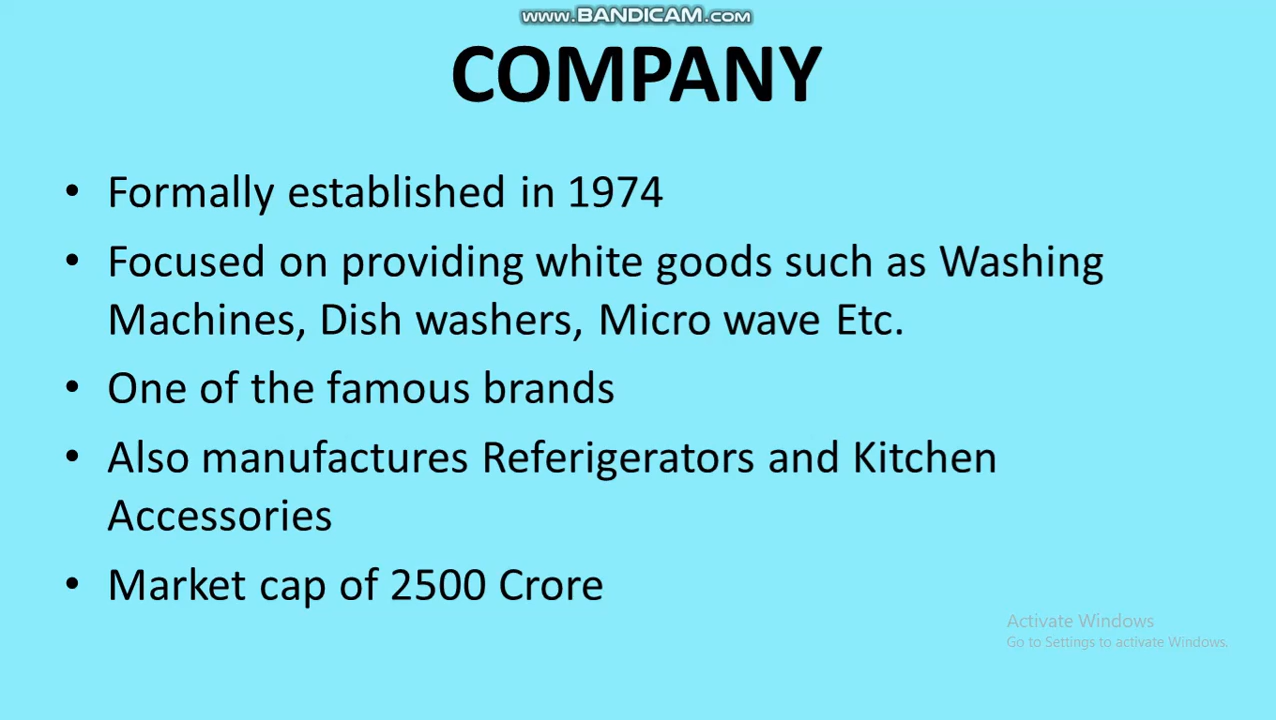 www.BANDICAM.com
COMPANY
• Formally established in 1974
• Focused on providing white goods such as Washing
Machines, Dish washers, Micro wave Etc.
• One of the famous brands
• Also manufactures Referigerators and Kitchen
Accessories
• Market cap of 2500 Crore
Activate Windows
Go to Settings to activate Windows.